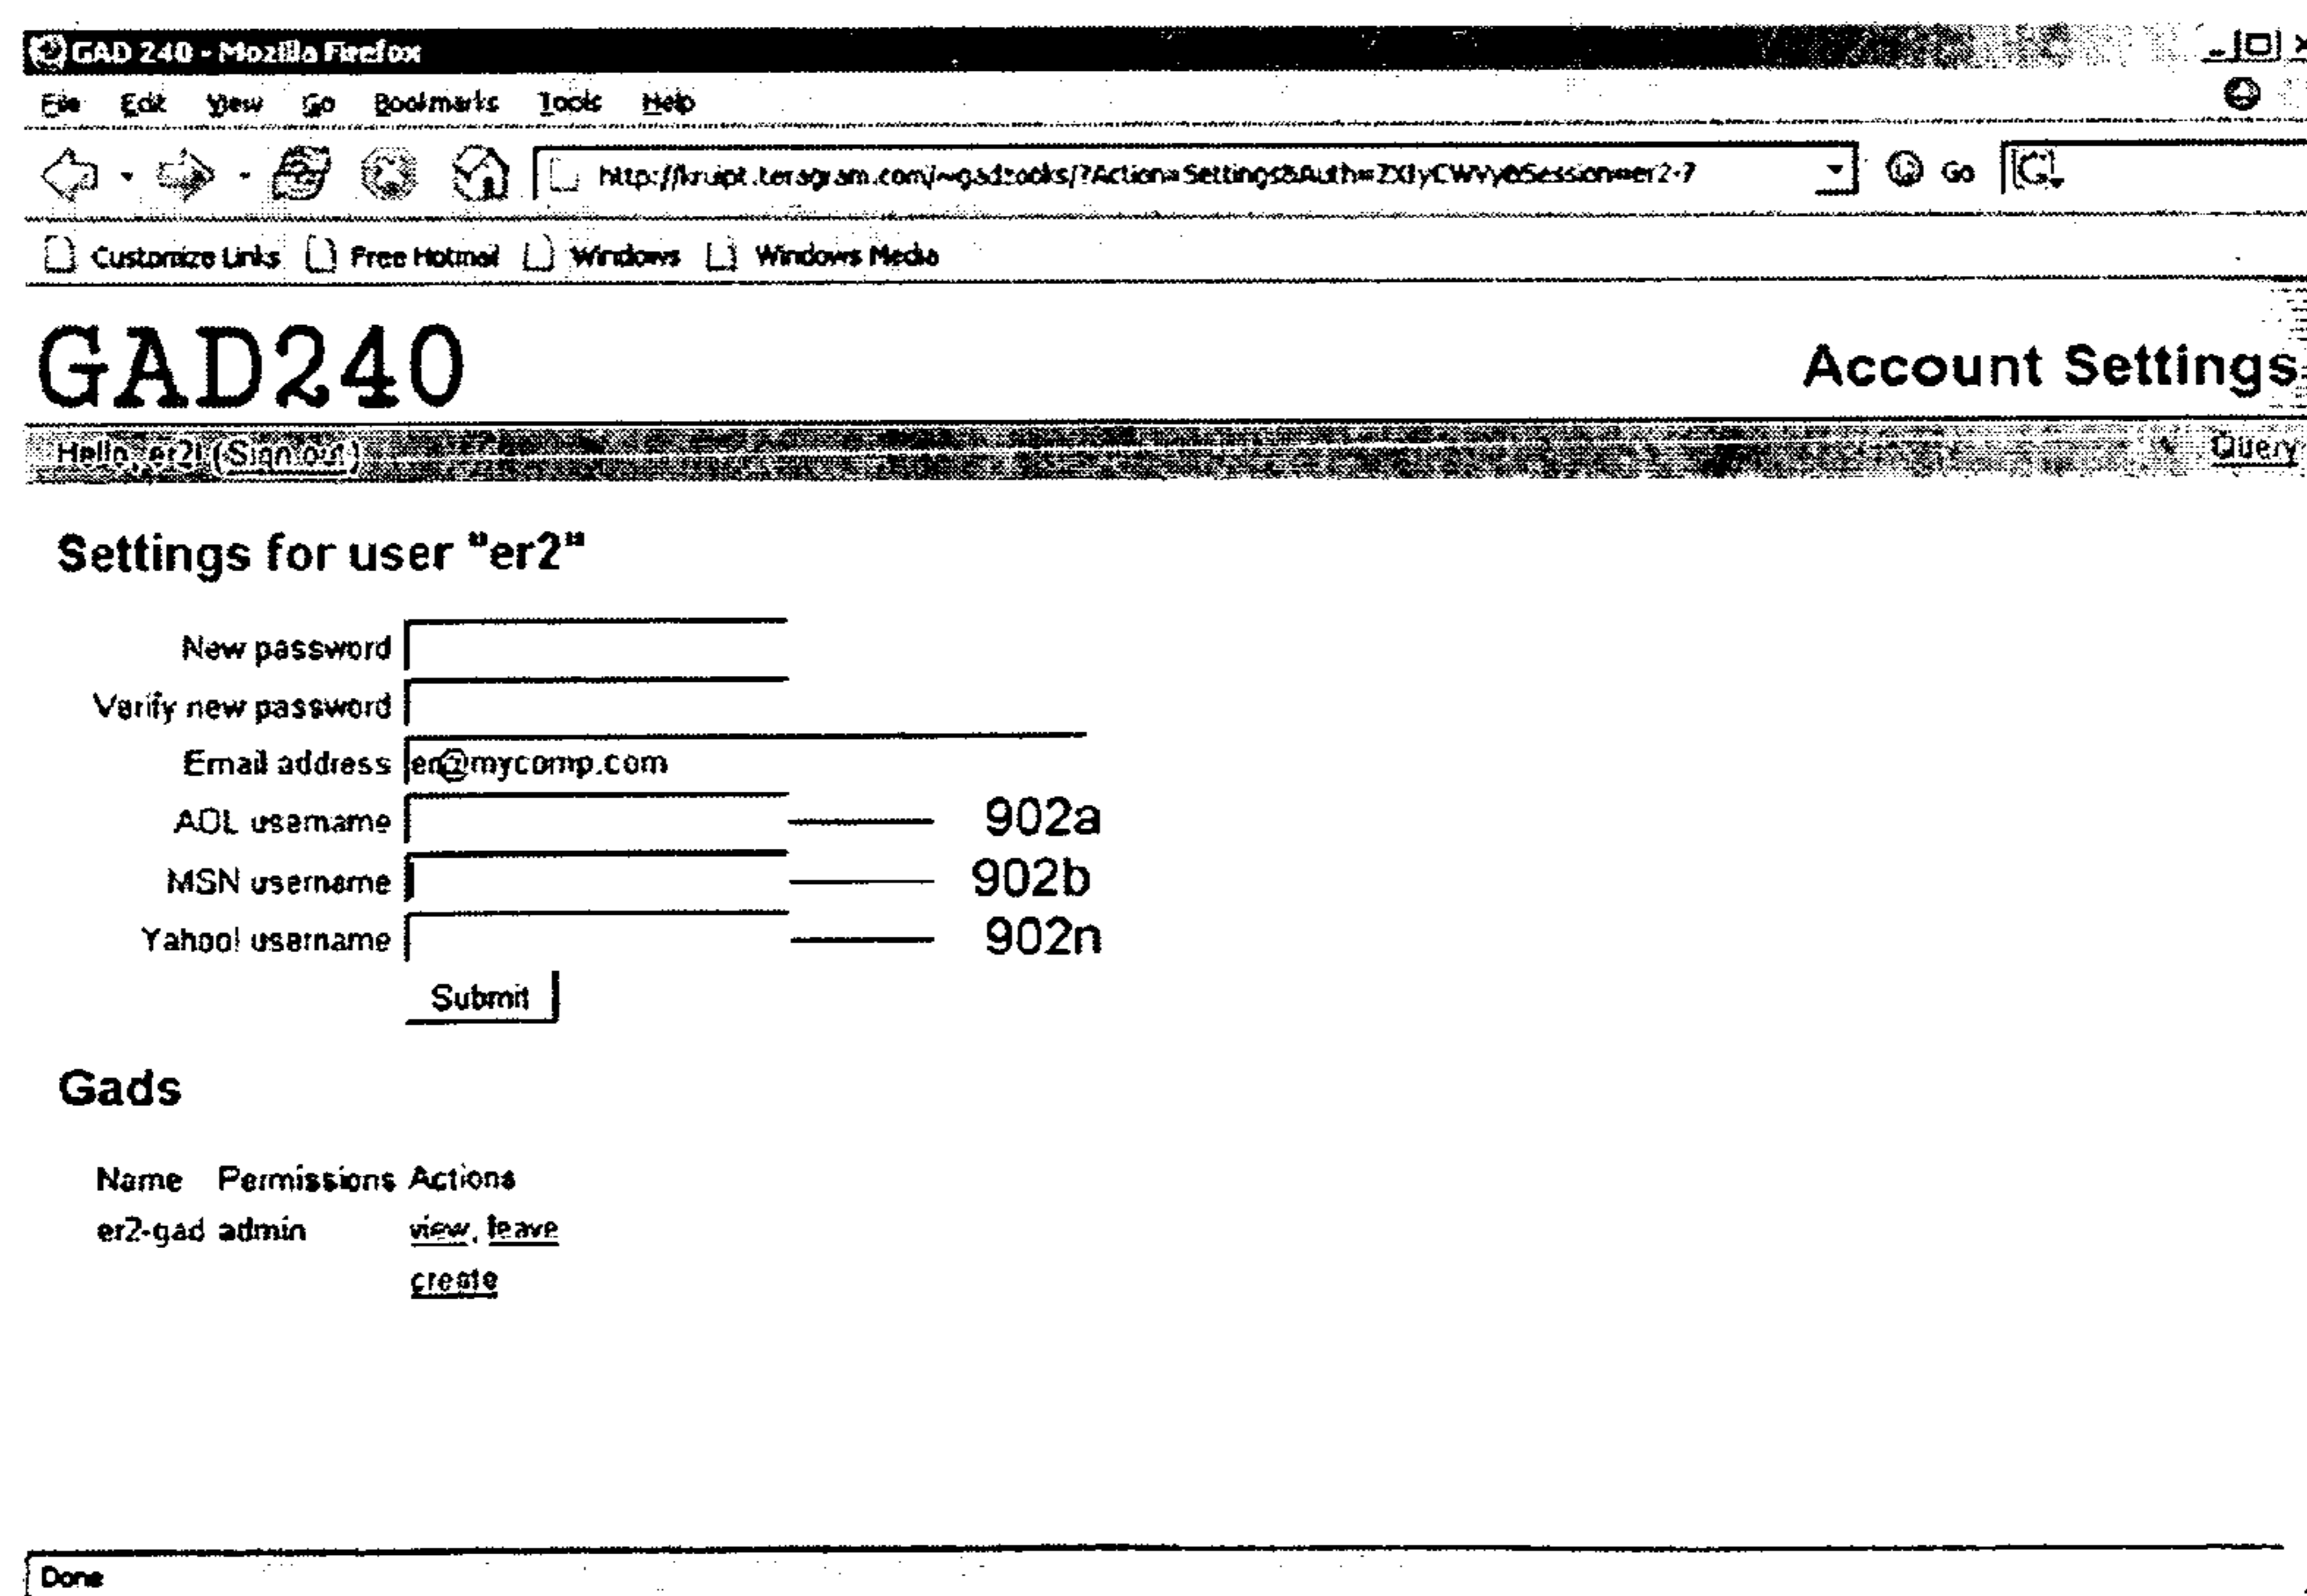 GAD 240 - Mozilla Firefox
File Edit View Go Bookmarks Tools Help
Go
Customize Links Free Hotmail Windows Windows Media
GAD240
Account Settings
Hello, er2! (Sign out) Query
Settings for user "er2"
New password
Verify new password
Email address er@mycomp.com
AOL username 902a
MSN username 902b
Yahoo! username 902n
Submit
Gads
Name Permissions Actions
er2-gad admin view, leave
create
Done